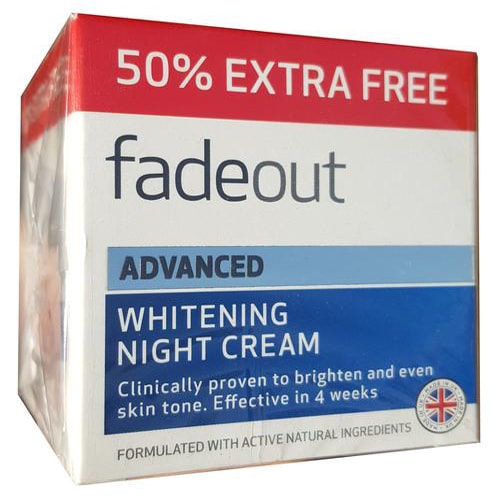 50% EXTRA FREE
fadeout
ADVANCED
WHITENING
NIGHT CREAM
Clinically proven to brighten and even
skin tone. Effective in 4 weeks
FORMULATED WITH ACTIVE NATURAL INGREDIENTS